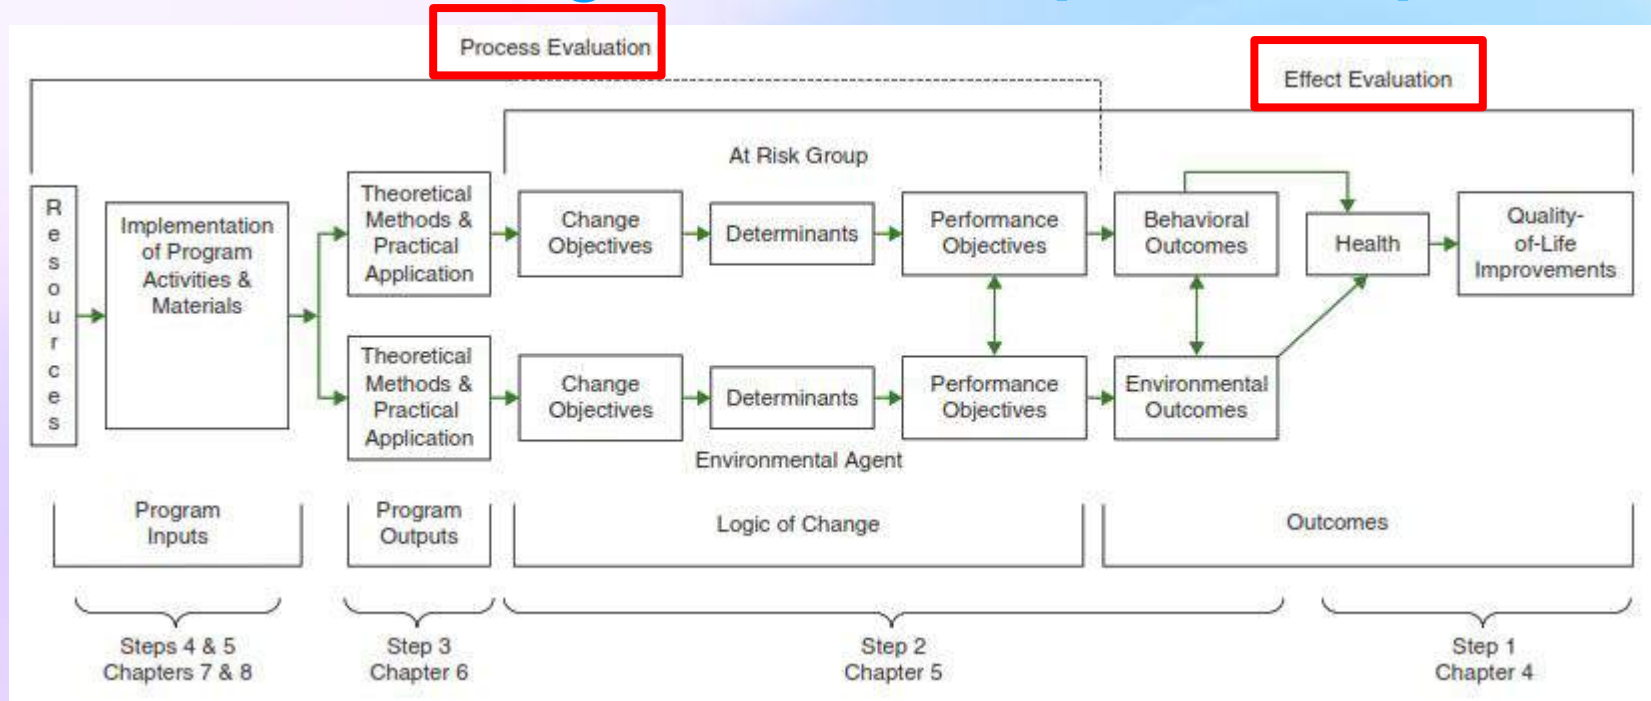 Process Evaluation
Effect Evaluation
At Risk Group
Resources
Implementation
of Program
Activities &
Materials
Theoretical
Methods &
Practical
Application
Change
Objectives
Determinants
Performance
Objectives
Behavioral
Outcomes
Health
Quality-
of-Life
Improvements
Theoretical
Methods &
Practical
Application
Change
Objectives
Determinants
Performance
Objectives
Environmental
Outcomes
Environmental Agent
Program
Inputs
Program
Outputs
Logic of Change
Outcomes
Steps 4 & 5
Chapters 7 & 8
Step 3
Chapter 6
Step 2
Chapter 5
Step 1
Chapter 4